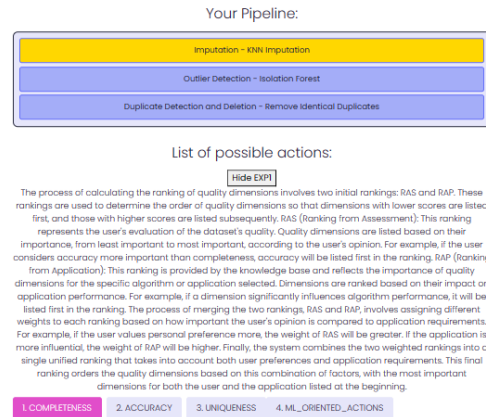 Your Pipeline:
Imputation - KNN Imputation
Outlier Detection - Isolation Forest
Duplicate Detection and Deletion - Remove Identical Duplicates
List of possible actions:
Hide EXP1
The process of calculating the ranking of quality dimensions involves two initial rankings: RAS and RAP. These
rankings are used to determine the order of quality dimensions so that dimensions with lower scores are listed
first, and those with higher scores are listed subsequently. RAS (Ranking from Assessment): This ranking
represents the user's evaluation of the dataset's quality. Quality dimensions are listed based on their
importance, from least important to most important, according to the user's opinion. For example, if the user
considers accuracy more important than completeness, accuracy will be listed first in the ranking. RAP (Ranking
from Application): This ranking is provided by the knowledge base and reflects the importance of quality
dimensions for the specific algorithm or application selected. Dimensions are ranked based on their impact on
application performance. For example, if a dimension significantly influences algorithm performance, it will be
listed first in the ranking. The process of merging the two rankings, RAS and RAP, involves assigning different
weights to each ranking based on how important the user's opinion is compared to application requirements.
For example, if the user values personal preference more, the weight of RAS will be greater. If the application is
more influential, the weight of RAP will be higher. Finally, the system combines the two weighted rankings into a
single unified ranking that takes into account both user preferences and application requirements. This final
ranking orders the quality dimensions based on this combination of factors, with the most important
dimensions for both the user and the application listed at the beginning.
1. COMPLETENESS 2. ACCURACY 3. UNIQUENESS 4. ML_ORIENTED_ACTIONS